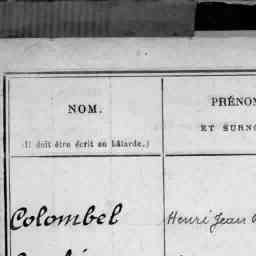 NOM.
(Il doit être écrit en bâtarde.)
PRÉNOM
ET SURNO
Colombel
Henri Jean